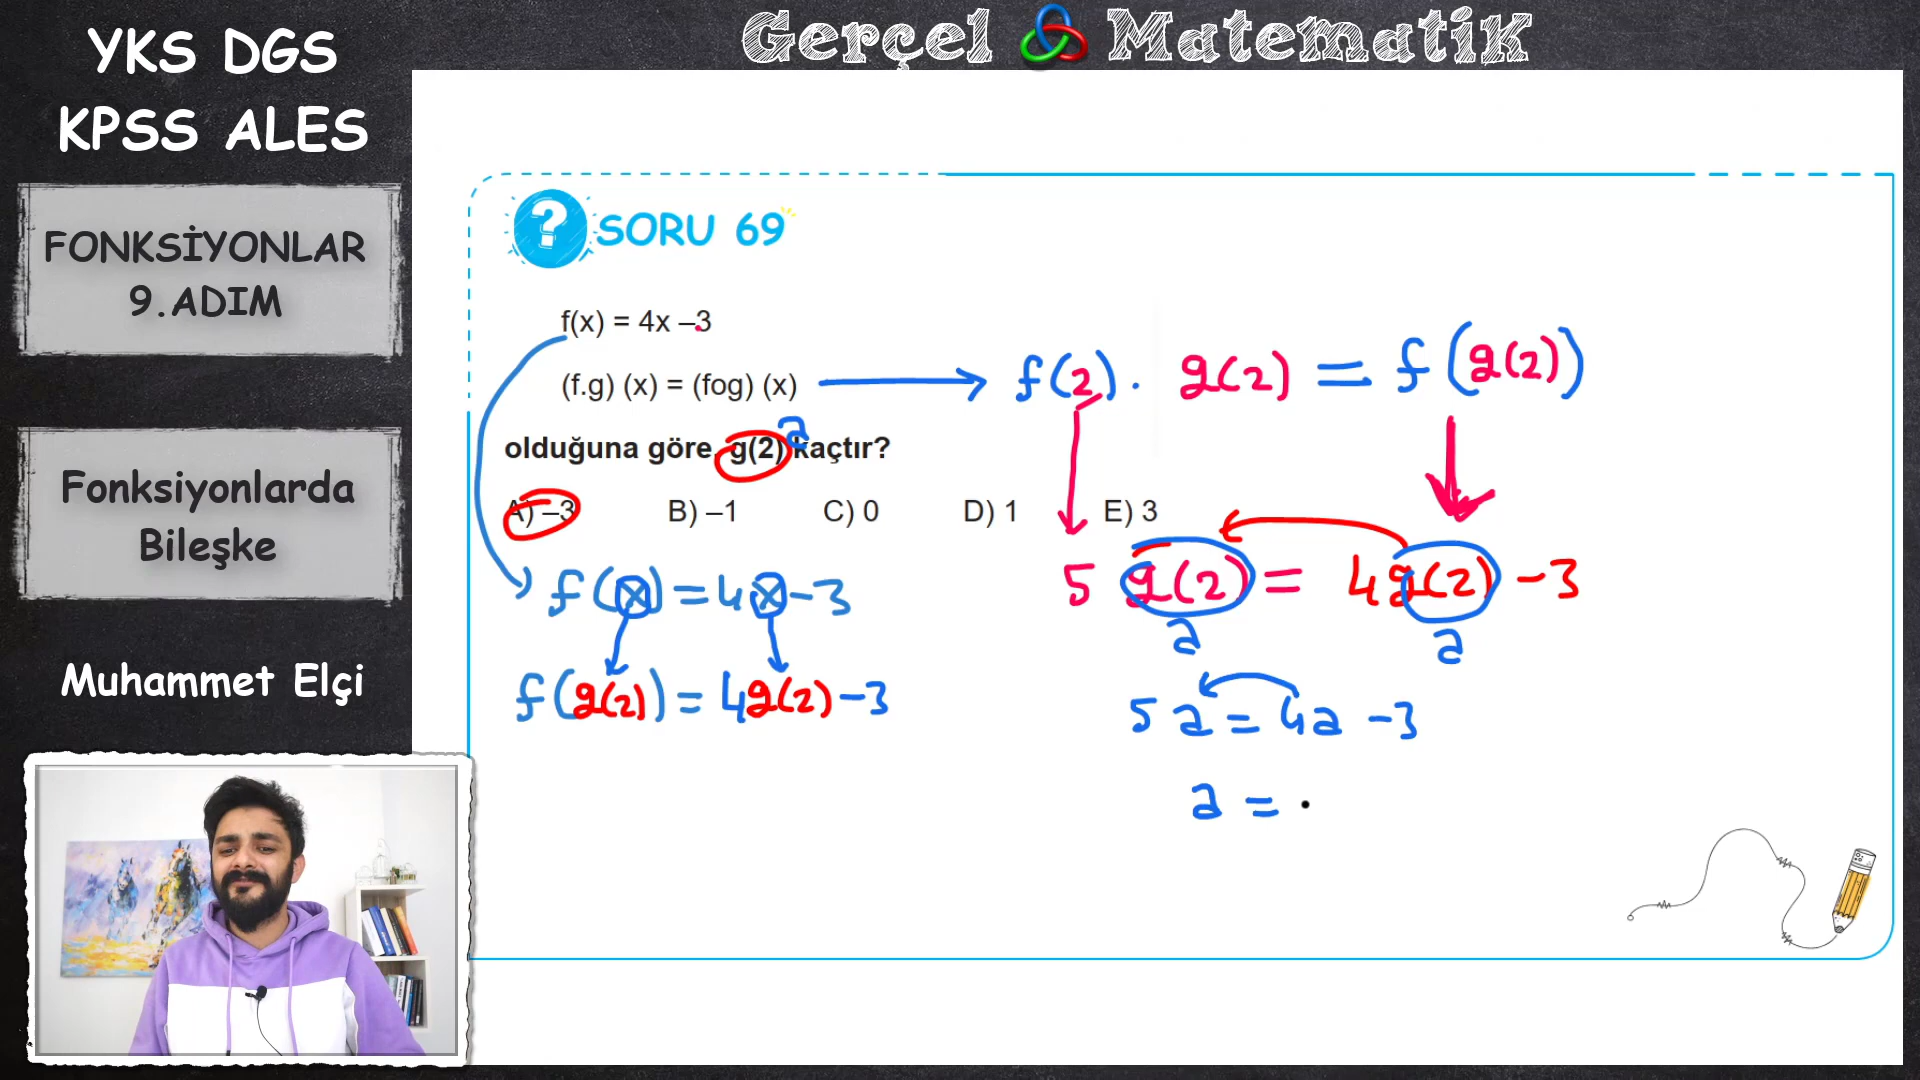 YKS DGS
KPSS ALES
Gerçel Matematik
FONKSİYONLAR
9.ADIM
Fonksiyonlarda
Bileşke
Muhammet Elçi
? SORU 69
f(x) = 4x –3
(f.g) (x) = (fog) (x)
olduğuna göre, g(2) kaçtır?
a
A) –3 B) –1 C) 0 D) 1 E) 3
f(x) = 4x - 3
f(g(2)) = 4g(2) - 3
f(2) . g(2) = f(g(2))
5 g(2) = 4g(2) - 3
a a
5a = 4a - 3
a =